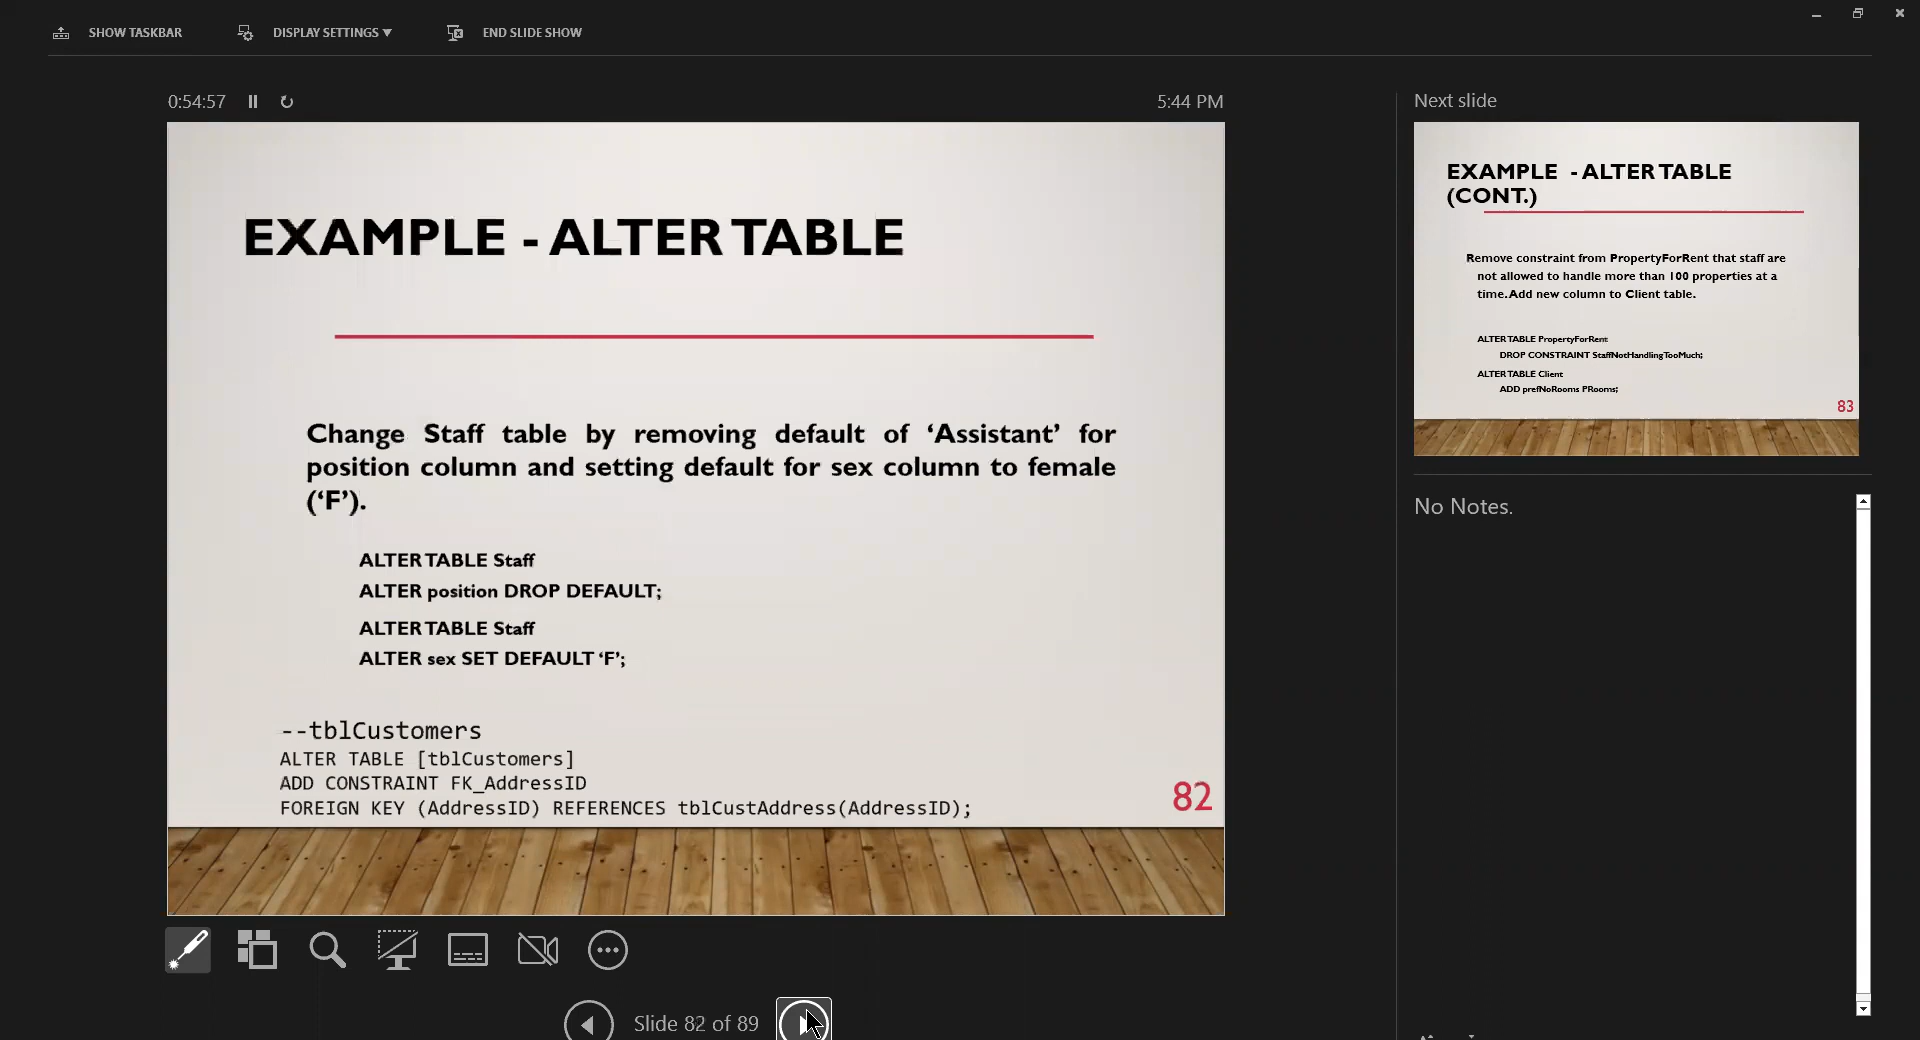 SHOW TASKBAR
DISPLAY SETTINGS ▼
END SLIDE SHOW
0:54:57
5:44 PM
EXAMPLE - ALTER TABLE
Change Staff table by removing default of ‘Assistant’ for
position column and setting default for sex column to female
(‘F’).
ALTER TABLE Staff
ALTER position DROP DEFAULT;
ALTER TABLE Staff
ALTER sex SET DEFAULT ‘F’;
--tblCustomers
ALTER TABLE [tblCustomers]
ADD CONSTRAINT FK_AddressID
FOREIGN KEY (AddressID) REFERENCES tblCustAddress(AddressID);
82
Slide 82 of 89
Next slide
EXAMPLE - ALTER TABLE
(CONT.)
Remove constraint from PropertyForRent that staff are
not allowed to handle more than 100 properties at a
time. Add new column to Client table.
ALTER TABLE PropertyForRent
DROP CONSTRAINT StaffNotHandlingTooMuch;
ALTER TABLE Client
ADD prefNoRooms PRooms;
83
No Notes.